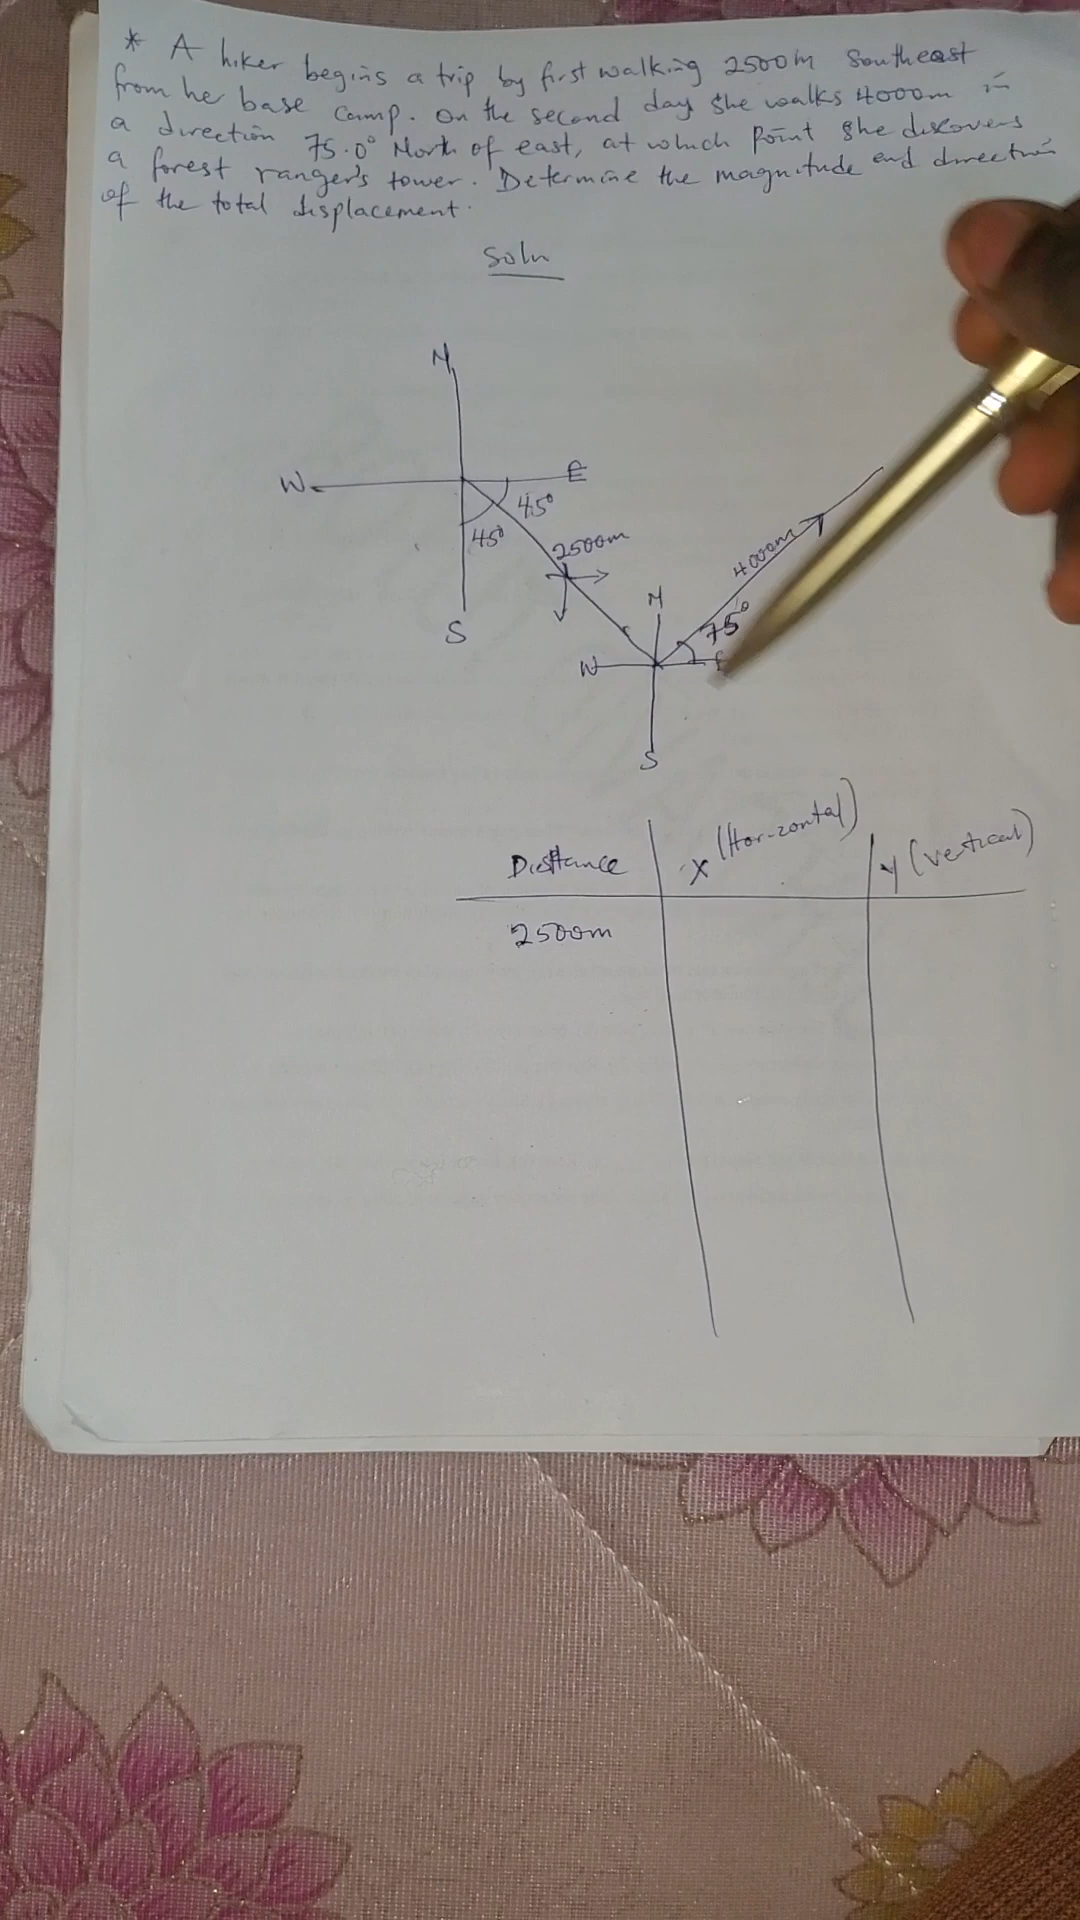 * A hiker begins a trip by first walking 2500m Southeast
from her base camp. On the second day she walks 4000m in
a direction 75.0° North of east, at which point she discovers
a forest ranger's tower. Determine the magnitude and direction
of the total displacement.
Soln
N
W
E
45°
45°
2500m
S
4000m
N
75°
W
E
S
Distance
X (Horizontal)
Y (vertical)
2500m